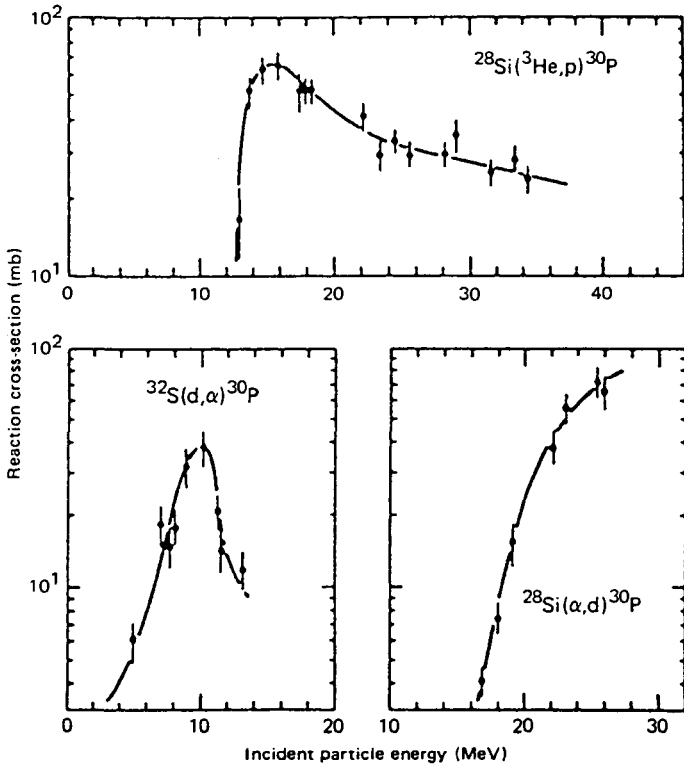 10²
²⁸Si(³He,p)³⁰P
10¹
0 10 20 30 40
Reaction cross-section (mb)
10²
³²S(d,α)³⁰P
10¹
²⁸Si(α,d)³⁰P
0 10 20 10 20 30
Incident particle energy (MeV)